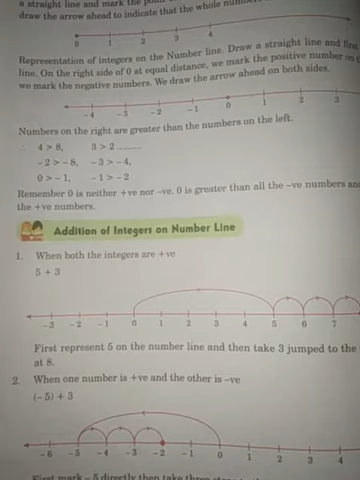 a straight line and mark the point
draw the arrow ahead to indicate that the whole
0 1 2 3 4
Representation of integers on the Number line. Draw a straight line and first
line. On the right side of 0 at equal distance, we mark the positive number on
we mark the negative numbers. We draw the arrow ahead on both sides.
-4 -3 -2 -1 0 1 2 3
Numbers on the right are greater than the numbers on the left.
∴ 4 > 8, 3 > 2 .........
-2 > -8, -3 > -4,
0 > -1, -1 > -2
Remember 0 is neither +ve nor -ve. 0 is greater than all the -ve numbers and
the +ve numbers.
Addition of Integers on Number Line
1. When both the integers are +ve
5 + 3
-3 -2 -1 0 1 2 3 4 5 6 7
First represent 5 on the number line and then take 3 jumped to the
at 8.
2. When one number is +ve and the other is -ve
(-5) + 3
-6 -5 -4 -3 -2 -1 0 1 2 3 4
First mark -5 directly then take